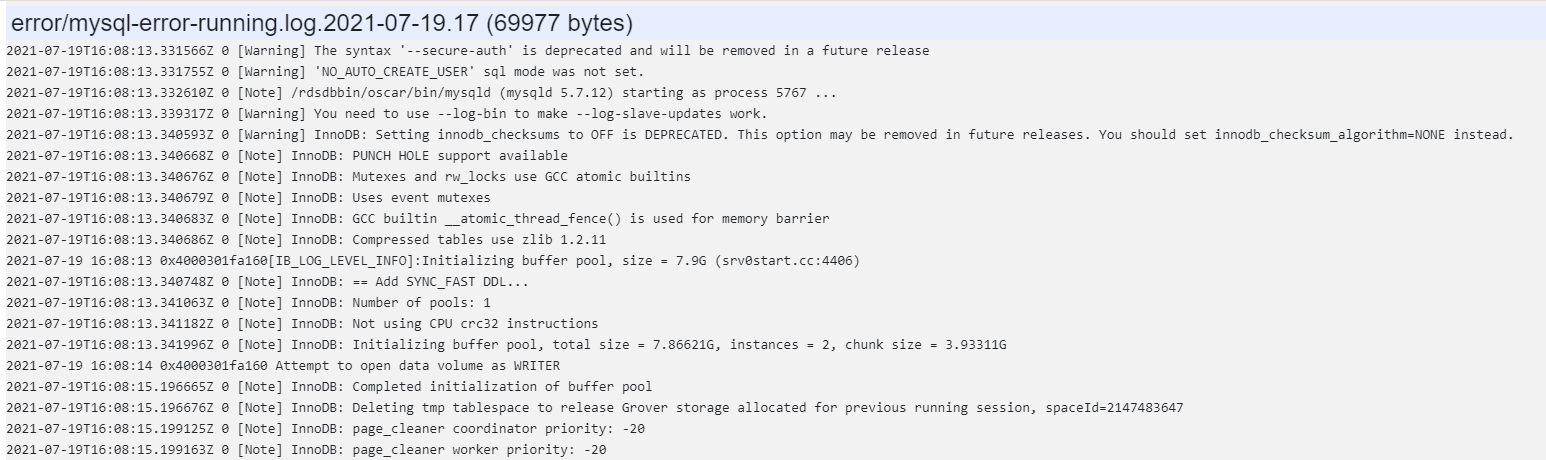 error/mysql-error-running.log.2021-07-19.17 (69977 bytes)
2021-07-19T16:08:13.331566Z 0 [Warning] The syntax '--secure-auth' is deprecated and will be removed in a future release
2021-07-19T16:08:13.331755Z 0 [Warning] 'NO_AUTO_CREATE_USER' sql mode was not set.
2021-07-19T16:08:13.332610Z 0 [Note] /rdsdbbin/oscar/bin/mysqld (mysqld 5.7.12) starting as process 5767 ...
2021-07-19T16:08:13.339317Z 0 [Warning] You need to use --log-bin to make --log-slave-updates work.
2021-07-19T16:08:13.340593Z 0 [Warning] InnoDB: Setting innodb_checksums to OFF is DEPRECATED. This option may be removed in future releases. You should set innodb_checksum_algorithm=NONE instead.
2021-07-19T16:08:13.340668Z 0 [Note] InnoDB: PUNCH HOLE support available
2021-07-19T16:08:13.340676Z 0 [Note] InnoDB: Mutexes and rw_locks use GCC atomic builtins
2021-07-19T16:08:13.340679Z 0 [Note] InnoDB: Uses event mutexes
2021-07-19T16:08:13.340683Z 0 [Note] InnoDB: GCC builtin __atomic_thread_fence() is used for memory barrier
2021-07-19T16:08:13.340686Z 0 [Note] InnoDB: Compressed tables use zlib 1.2.11
2021-07-19 16:08:13 0x4000301fa160[IB_LOG_LEVEL_INFO]:Initializing buffer pool, size = 7.9G (srv0start.cc:4406)
2021-07-19T16:08:13.340748Z 0 [Note] InnoDB: == Add SYNC_FAST DDL...
2021-07-19T16:08:13.341063Z 0 [Note] InnoDB: Number of pools: 1
2021-07-19T16:08:13.341182Z 0 [Note] InnoDB: Not using CPU crc32 instructions
2021-07-19T16:08:13.341996Z 0 [Note] InnoDB: Initializing buffer pool, total size = 7.86621G, instances = 2, chunk size = 3.93311G
2021-07-19 16:08:14 0x4000301fa160 Attempt to open data volume as WRITER
2021-07-19T16:08:15.196665Z 0 [Note] InnoDB: Completed initialization of buffer pool
2021-07-19T16:08:15.196676Z 0 [Note] InnoDB: Deleting tmp tablespace to release Grover storage allocated for previous running session, spaceId=2147483647
2021-07-19T16:08:15.199125Z 0 [Note] InnoDB: page_cleaner coordinator priority: -20
2021-07-19T16:08:15.199163Z 0 [Note] InnoDB: page_cleaner worker priority: -20